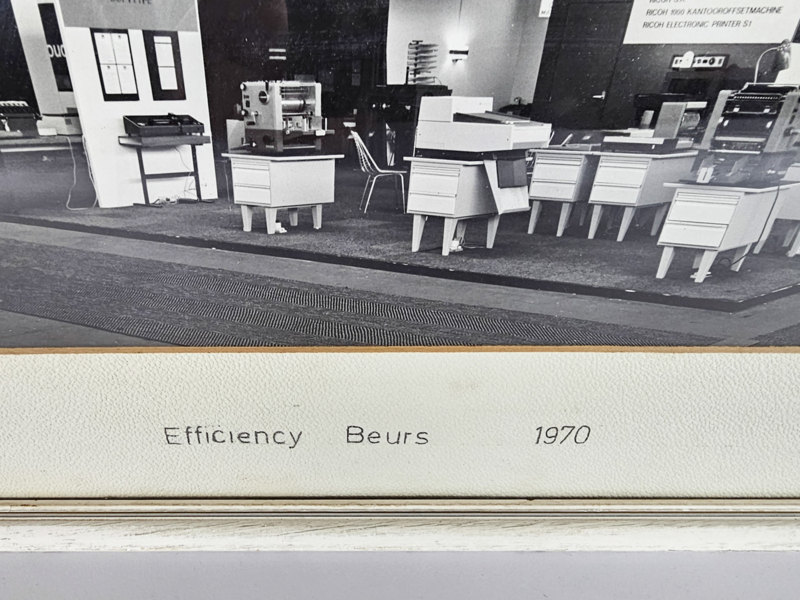 RICOH 1000 KANTOOROFFSETMACHINE
RICOH ELECTRONIC PRINTER S1
Efficiency Beurs 1970